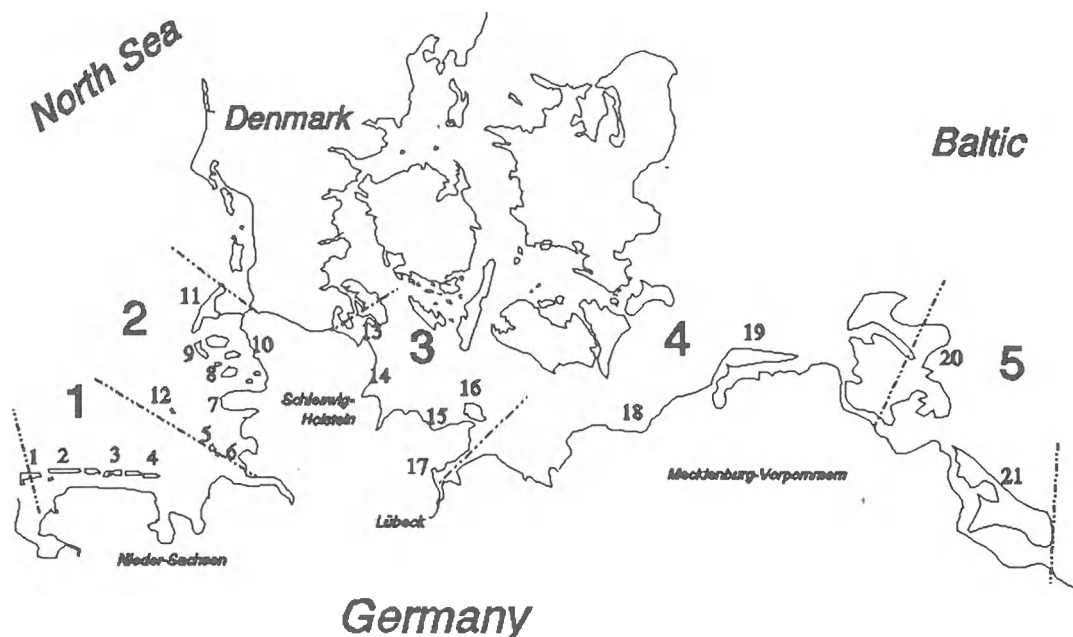 North Sea
Denmark
Baltic
11
2
13
3
4
19
10
9
8
20
5
12
7
14
Schleswig-
Holstein
16
15
18
1
5
6
1
2
3
4
17
Mecklenburg-Vorpommern
21
Lübeck
Nieder-Sachsen
Germany